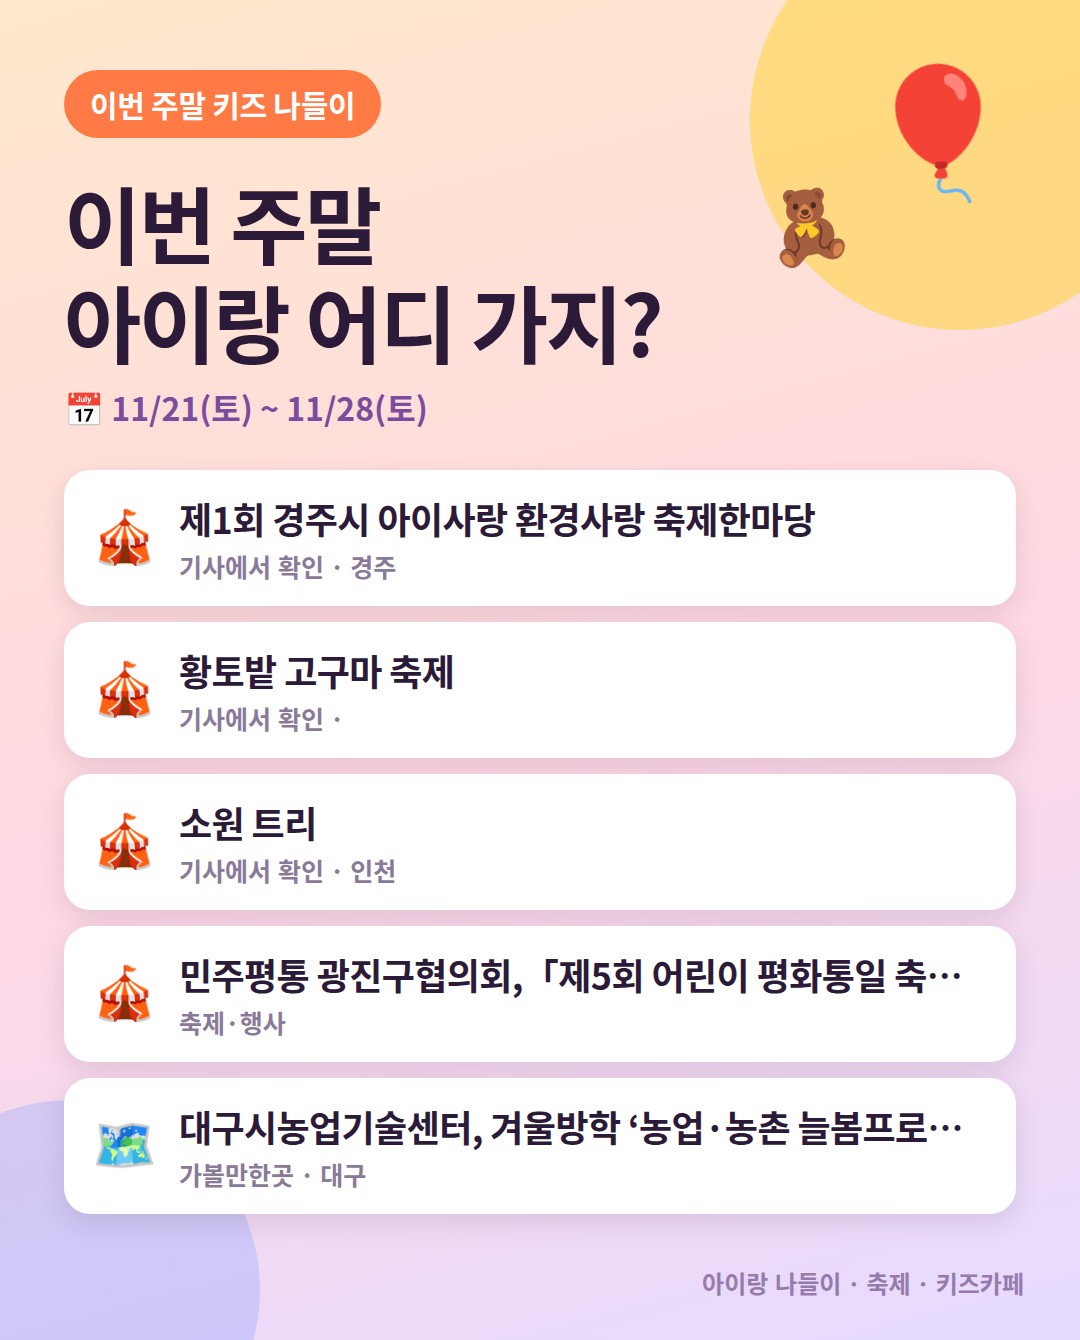 이번 주말 키즈 나들이
이번 주말
아이랑 어디 가지?
📅 11/21(토) ~ 11/28(토)
제1회 경주시 아이사랑 환경사랑 축제한마당
기사에서 확인 · 경주
황토밭 고구마 축제
기사에서 확인 ·
소원 트리
기사에서 확인 · 인천
민주평통 광진구협의회, 「제5회 어린이 평화통일 축…
축제·행사
대구시농업기술센터, 겨울방학 ‘농업·농촌 늘봄프로…
가볼만한곳 · 대구
아이랑 나들이 · 축제 · 키즈카페